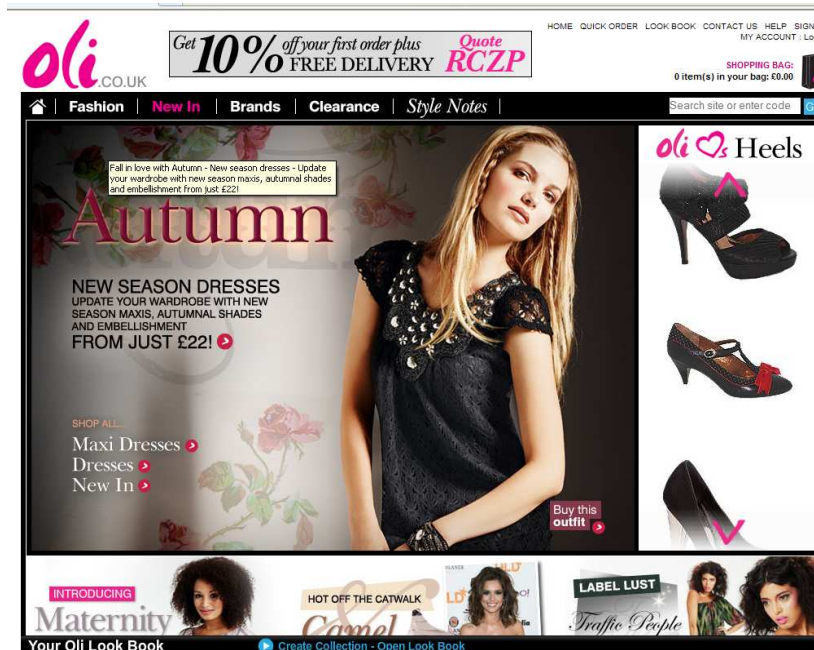 HOME QUICK ORDER LOOK BOOK CONTACT US HELP SIGN
MY ACCOUNT : Lo
oli.CO.UK
Get 10% off your first order plus FREE DELIVERY
Quote RCZP
SHOPPING BAG:
0 item(s) in your bag: £0.00
Fashion New In Brands Clearance Style Notes
Search site or enter code G
Fall in love with Autumn - New season dresses - Update
your wardrobe with new season maxis, autumnal shades
and embellishment from just £22!
Autumn
NEW SEASON DRESSES
UPDATE YOUR WARDROBE WITH NEW
SEASON MAXIS, AUTUMNAL SHADES
AND EMBELLISHMENT
FROM JUST £22!
SHOP ALL...
Maxi Dresses
Dresses
New In
Buy this
outfit
oli s Heels
INTRODUCING
Maternity
HOT OFF THE CATWALK
Camel
LABEL LUST
Traffic People
Your Oli Look Book
Create Collection - Open Look Book